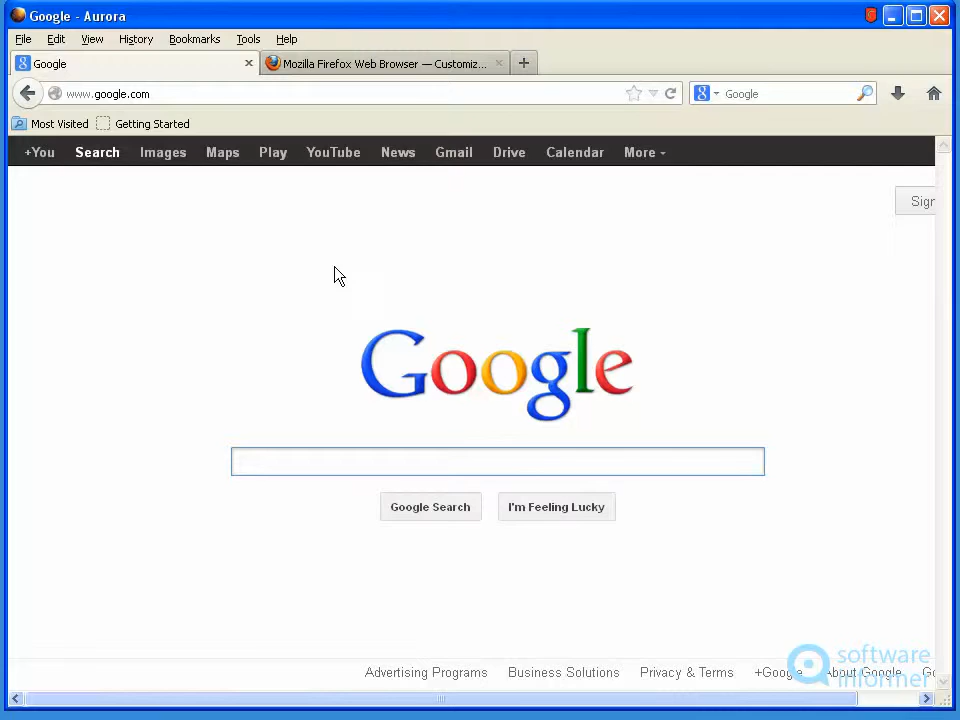 Google - Aurora
File Edit View History Bookmarks Tools Help
Google Mozilla Firefox Web Browser — Customiz...
www.google.com Google
Most Visited Getting Started
+You Search Images Maps Play YouTube News Gmail Drive Calendar More
Sign
Google
Google Search I'm Feeling Lucky
Advertising Programs Business Solutions Privacy & Terms +Google About Google Go
software
informer